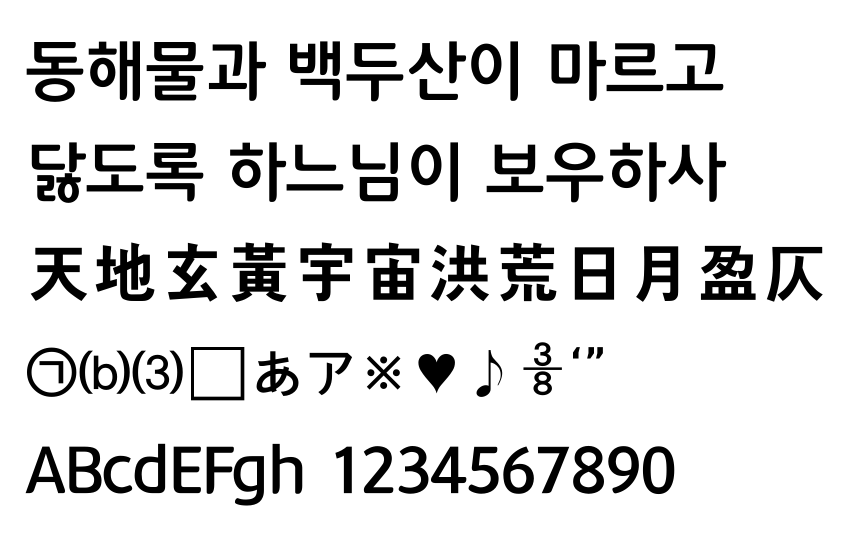 동해물과 백두산이 마르고
닳도록 하느님이 보우하사
天地玄黃宇宙洪荒日月盈仄
㉠⒝⑶□あア※♥♪⅜‘”
ABcdEFgh 1234567890